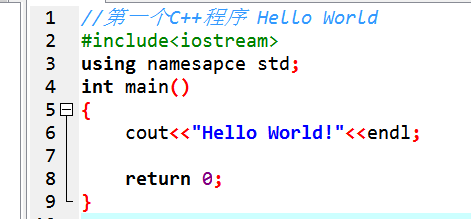 1 //第一个C++程序 Hello World
2 #include<iostream>
3 using namesapce std;
4 int main()
5 {
6 cout<<"Hello World!"<<endl;
7
8 return 0;
9 }